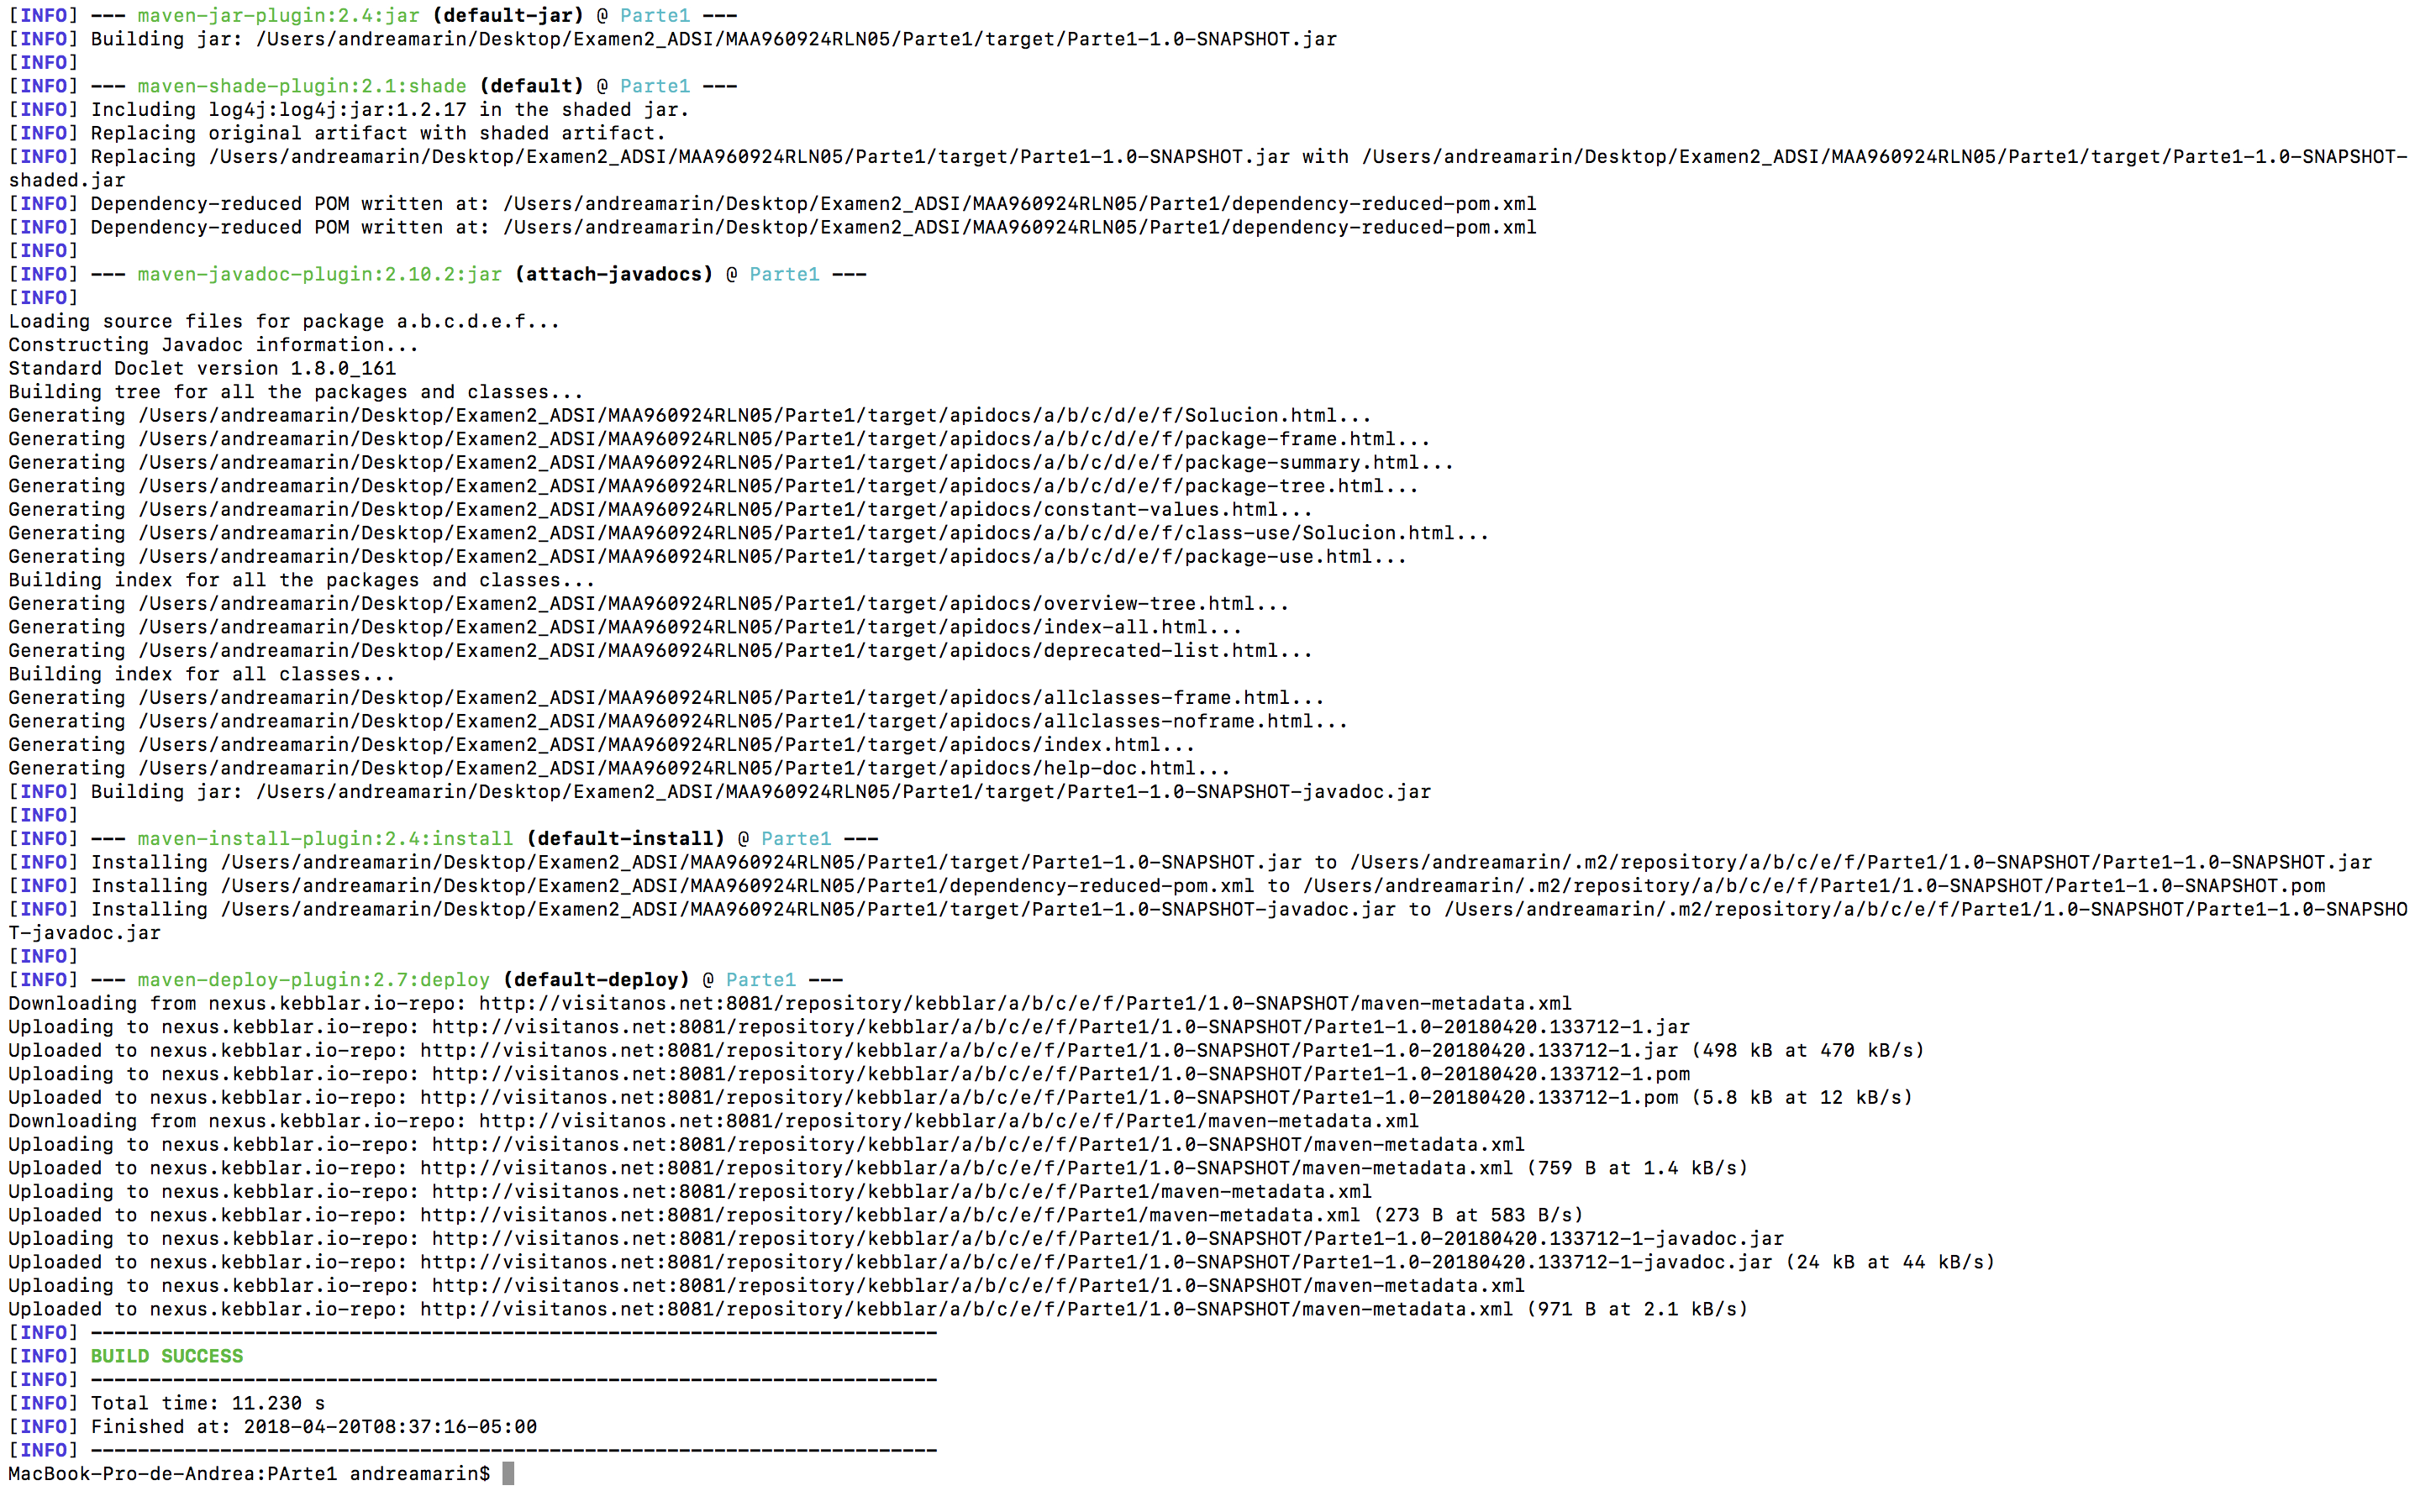 [INFO] --- maven-jar-plugin:2.4:jar (default-jar) @ Parte1 ---
[INFO] Building jar: /Users/andreamarin/Desktop/Examen2_ADSI/MAA960924RLN05/Parte1/target/Parte1-1.0-SNAPSHOT.jar
[INFO]
[INFO] --- maven-shade-plugin:2.1:shade (default) @ Parte1 ---
[INFO] Including log4j:log4j:jar:1.2.17 in the shaded jar.
[INFO] Replacing original artifact with shaded artifact.
[INFO] Replacing /Users/andreamarin/Desktop/Examen2_ADSI/MAA960924RLN05/Parte1/target/Parte1-1.0-SNAPSHOT.jar with /Users/andreamarin/Desktop/Examen2_ADSI/MAA960924RLN05/Parte1/target/Parte1-1.0-SNAPSHOT-
shaded.jar
[INFO] Dependency-reduced POM written at: /Users/andreamarin/Desktop/Examen2_ADSI/MAA960924RLN05/Parte1/dependency-reduced-pom.xml
[INFO] Dependency-reduced POM written at: /Users/andreamarin/Desktop/Examen2_ADSI/MAA960924RLN05/Parte1/dependency-reduced-pom.xml
[INFO]
[INFO] --- maven-javadoc-plugin:2.10.2:jar (attach-javadocs) @ Parte1 ---
[INFO]
Loading source files for package a.b.c.d.e.f...
Constructing Javadoc information...
Standard Doclet version 1.8.0_161
Building tree for all the packages and classes...
Generating /Users/andreamarin/Desktop/Examen2_ADSI/MAA960924RLN05/Parte1/target/apidocs/a/b/c/d/e/f/Solucion.html...
Generating /Users/andreamarin/Desktop/Examen2_ADSI/MAA960924RLN05/Parte1/target/apidocs/a/b/c/d/e/f/package-frame.html...
Generating /Users/andreamarin/Desktop/Examen2_ADSI/MAA960924RLN05/Parte1/target/apidocs/a/b/c/d/e/f/package-summary.html...
Generating /Users/andreamarin/Desktop/Examen2_ADSI/MAA960924RLN05/Parte1/target/apidocs/a/b/c/d/e/f/package-tree.html...
Generating /Users/andreamarin/Desktop/Examen2_ADSI/MAA960924RLN05/Parte1/target/apidocs/constant-values.html...
Generating /Users/andreamarin/Desktop/Examen2_ADSI/MAA960924RLN05/Parte1/target/apidocs/a/b/c/d/e/f/class-use/Solucion.html...
Generating /Users/andreamarin/Desktop/Examen2_ADSI/MAA960924RLN05/Parte1/target/apidocs/a/b/c/d/e/f/package-use.html...
Building index for all the packages and classes...
Generating /Users/andreamarin/Desktop/Examen2_ADSI/MAA960924RLN05/Parte1/target/apidocs/overview-tree.html...
Generating /Users/andreamarin/Desktop/Examen2_ADSI/MAA960924RLN05/Parte1/target/apidocs/index-all.html...
Generating /Users/andreamarin/Desktop/Examen2_ADSI/MAA960924RLN05/Parte1/target/apidocs/deprecated-list.html...
Building index for all classes...
Generating /Users/andreamarin/Desktop/Examen2_ADSI/MAA960924RLN05/Parte1/target/apidocs/allclasses-frame.html...
Generating /Users/andreamarin/Desktop/Examen2_ADSI/MAA960924RLN05/Parte1/target/apidocs/allclasses-noframe.html...
Generating /Users/andreamarin/Desktop/Examen2_ADSI/MAA960924RLN05/Parte1/target/apidocs/index.html...
Generating /Users/andreamarin/Desktop/Examen2_ADSI/MAA960924RLN05/Parte1/target/apidocs/help-doc.html...
[INFO] Building jar: /Users/andreamarin/Desktop/Examen2_ADSI/MAA960924RLN05/Parte1/target/Parte1-1.0-SNAPSHOT-javadoc.jar
[INFO]
[INFO] --- maven-install-plugin:2.4:install (default-install) @ Parte1 ---
[INFO] Installing /Users/andreamarin/Desktop/Examen2_ADSI/MAA960924RLN05/Parte1/target/Parte1-1.0-SNAPSHOT.jar to /Users/andreamarin/.m2/repository/a/b/c/e/f/Parte1/1.0-SNAPSHOT/Parte1-1.0-SNAPSHOT.jar
[INFO] Installing /Users/andreamarin/Desktop/Examen2_ADSI/MAA960924RLN05/Parte1/dependency-reduced-pom.xml to /Users/andreamarin/.m2/repository/a/b/c/e/f/Parte1/1.0-SNAPSHOT/Parte1-1.0-SNAPSHOT.pom
[INFO] Installing /Users/andreamarin/Desktop/Examen2_ADSI/MAA960924RLN05/Parte1/target/Parte1-1.0-SNAPSHOT-javadoc.jar to /Users/andreamarin/.m2/repository/a/b/c/e/f/Parte1/1.0-SNAPSHOT/Parte1-1.0-SNAPSHO
T-javadoc.jar
[INFO]
[INFO] --- maven-deploy-plugin:2.7:deploy (default-deploy) @ Parte1 ---
Downloading from nexus.kebblar.io-repo: http://visitanos.net:8081/repository/kebblar/a/b/c/e/f/Parte1/1.0-SNAPSHOT/maven-metadata.xml
Uploading to nexus.kebblar.io-repo: http://visitanos.net:8081/repository/kebblar/a/b/c/e/f/Parte1/1.0-SNAPSHOT/Parte1-1.0-20180420.133712-1.jar
Uploaded to nexus.kebblar.io-repo: http://visitanos.net:8081/repository/kebblar/a/b/c/e/f/Parte1/1.0-SNAPSHOT/Parte1-1.0-20180420.133712-1.jar (498 kB at 470 kB/s)
Uploading to nexus.kebblar.io-repo: http://visitanos.net:8081/repository/kebblar/a/b/c/e/f/Parte1/1.0-SNAPSHOT/Parte1-1.0-20180420.133712-1.pom
Uploaded to nexus.kebblar.io-repo: http://visitanos.net:8081/repository/kebblar/a/b/c/e/f/Parte1/1.0-SNAPSHOT/Parte1-1.0-20180420.133712-1.pom (5.8 kB at 12 kB/s)
Downloading from nexus.kebblar.io-repo: http://visitanos.net:8081/repository/kebblar/a/b/c/e/f/Parte1/maven-metadata.xml
Uploading to nexus.kebblar.io-repo: http://visitanos.net:8081/repository/kebblar/a/b/c/e/f/Parte1/1.0-SNAPSHOT/maven-metadata.xml
Uploaded to nexus.kebblar.io-repo: http://visitanos.net:8081/repository/kebblar/a/b/c/e/f/Parte1/1.0-SNAPSHOT/maven-metadata.xml (759 B at 1.4 kB/s)
Uploading to nexus.kebblar.io-repo: http://visitanos.net:8081/repository/kebblar/a/b/c/e/f/Parte1/maven-metadata.xml
Uploaded to nexus.kebblar.io-repo: http://visitanos.net:8081/repository/kebblar/a/b/c/e/f/Parte1/maven-metadata.xml (273 B at 583 B/s)
Uploading to nexus.kebblar.io-repo: http://visitanos.net:8081/repository/kebblar/a/b/c/e/f/Parte1/1.0-SNAPSHOT/Parte1-1.0-20180420.133712-1-javadoc.jar
Uploaded to nexus.kebblar.io-repo: http://visitanos.net:8081/repository/kebblar/a/b/c/e/f/Parte1/1.0-SNAPSHOT/Parte1-1.0-20180420.133712-1-javadoc.jar (24 kB at 44 kB/s)
Uploading to nexus.kebblar.io-repo: http://visitanos.net:8081/repository/kebblar/a/b/c/e/f/Parte1/1.0-SNAPSHOT/maven-metadata.xml
Uploaded to nexus.kebblar.io-repo: http://visitanos.net:8081/repository/kebblar/a/b/c/e/f/Parte1/1.0-SNAPSHOT/maven-metadata.xml (971 B at 2.1 kB/s)
[INFO] ------------------------------------------------------------------------
[INFO] BUILD SUCCESS
[INFO] ------------------------------------------------------------------------
[INFO] Total time: 11.230 s
[INFO] Finished at: 2018-04-20T08:37:16-05:00
[INFO] ------------------------------------------------------------------------
MacBook-Pro-de-Andrea:PArte1 andreamarin$